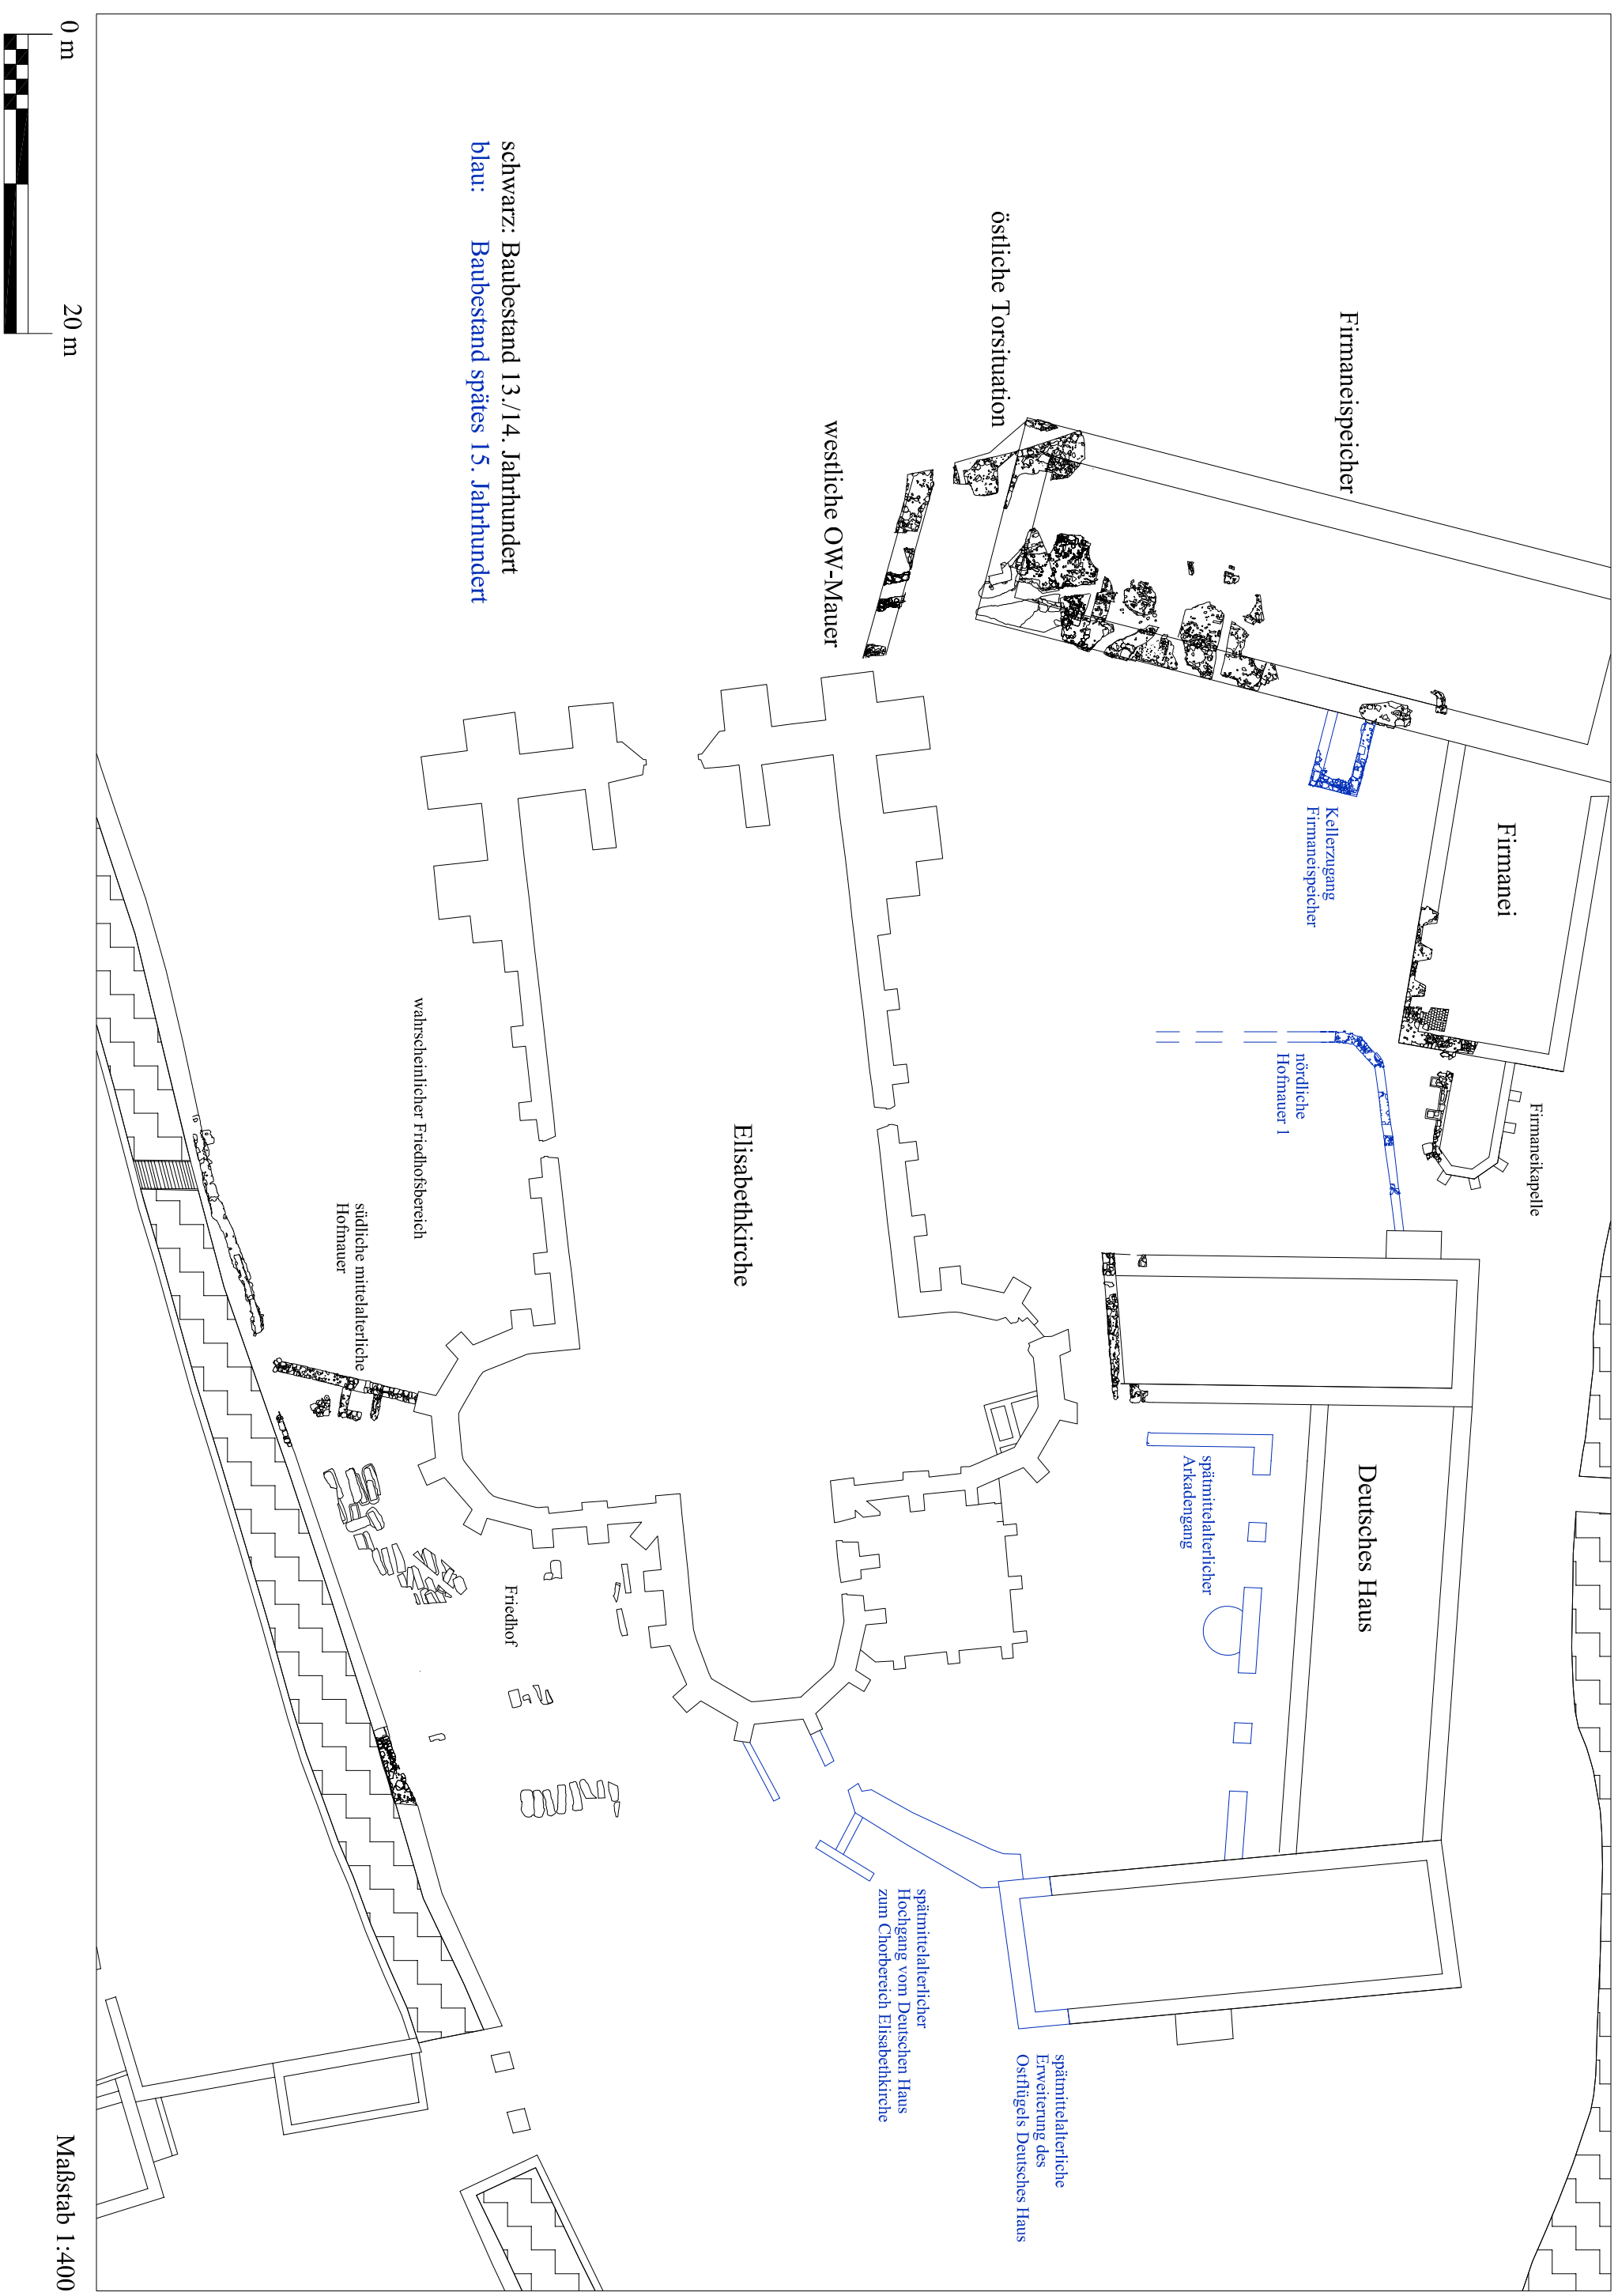 Firmaneispeicher
Firmanei
Firmaneikapelle
östliche Torsituation
westliche OW-Mauer
Kellerzugang
Firmaneispeicher
nördliche
Hofmauer 1
Deutsches Haus
spätmittelalterlicher
Arkadengang
Elisabethkirche
spätmittelalterliche
Erweiterung des
Ostflügels Deutsches Haus
spätmittelalterlicher
Hochgang vom Deutschen Haus
zum Chorbereich Elisabethkirche
schwarz: Baubestand 13./14. Jahrhundert
blau: Baubestand spätes 15. Jahrhundert
wahrscheinlicher Friedhofsbereich
Friedhof
südliche mittelalterliche
Hofmauer
0 m
20 m
Maßstab 1:400